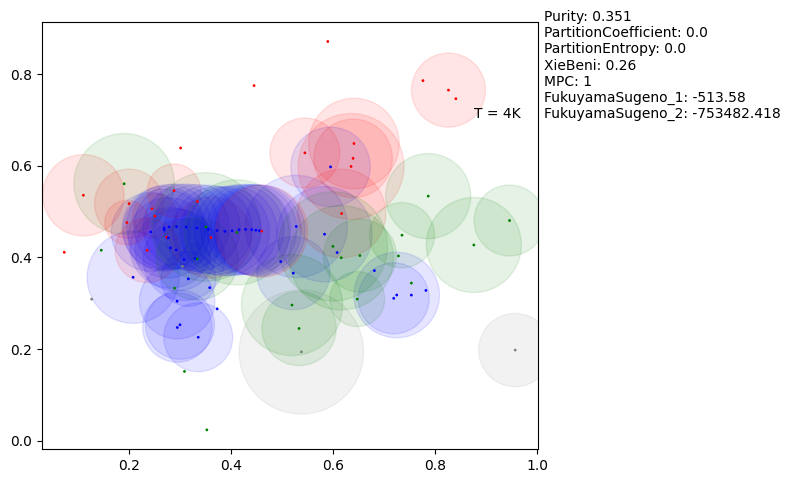 Purity: 0.351
PartitionCoefficient: 0.0
PartitionEntropy: 0.0
XieBeni: 0.26
MPC: 1
FukuyamaSugeno_1: -513.58
FukuyamaSugeno_2: -753482.418
T = 4K
0.8
0.6
0.4
0.2
0.0
0.2 0.4 0.6 0.8 1.0